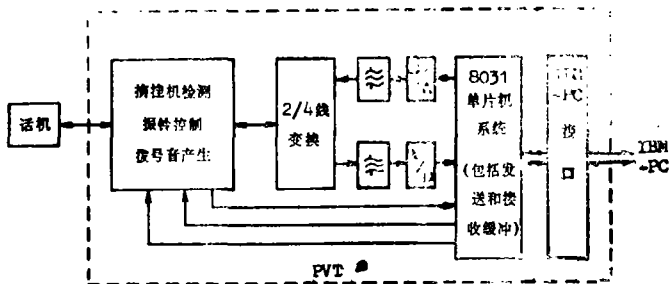 话机
摘挂机检测
振铃控制
拨号音产生
2/4线
变换
8031
单片机
系统
(包括发
送和接
收缓冲)
-PC
接
口
IBM
-PC
PVT